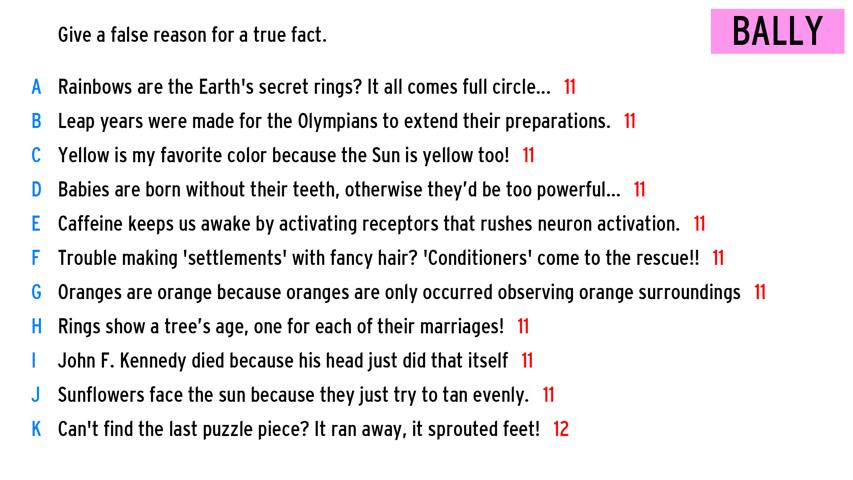 Give a false reason for a true fact.
BALLY
A Rainbows are the Earth's secret rings? It all comes full circle... 11
B Leap years were made for the Olympians to extend their preparations. 11
C Yellow is my favorite color because the Sun is yellow too! 11
D Babies are born without their teeth, otherwise they’d be too powerful... 11
E Caffeine keeps us awake by activating receptors that rushes neuron activation. 11
F Trouble making 'settlements' with fancy hair? 'Conditioners' come to the rescue!! 11
G Oranges are orange because oranges are only occurred observing orange surroundings 11
H Rings show a tree’s age, one for each of their marriages! 11
I John F. Kennedy died because his head just did that itself 11
J Sunflowers face the sun because they just try to tan evenly. 11
K Can't find the last puzzle piece? It ran away, it sprouted feet! 12